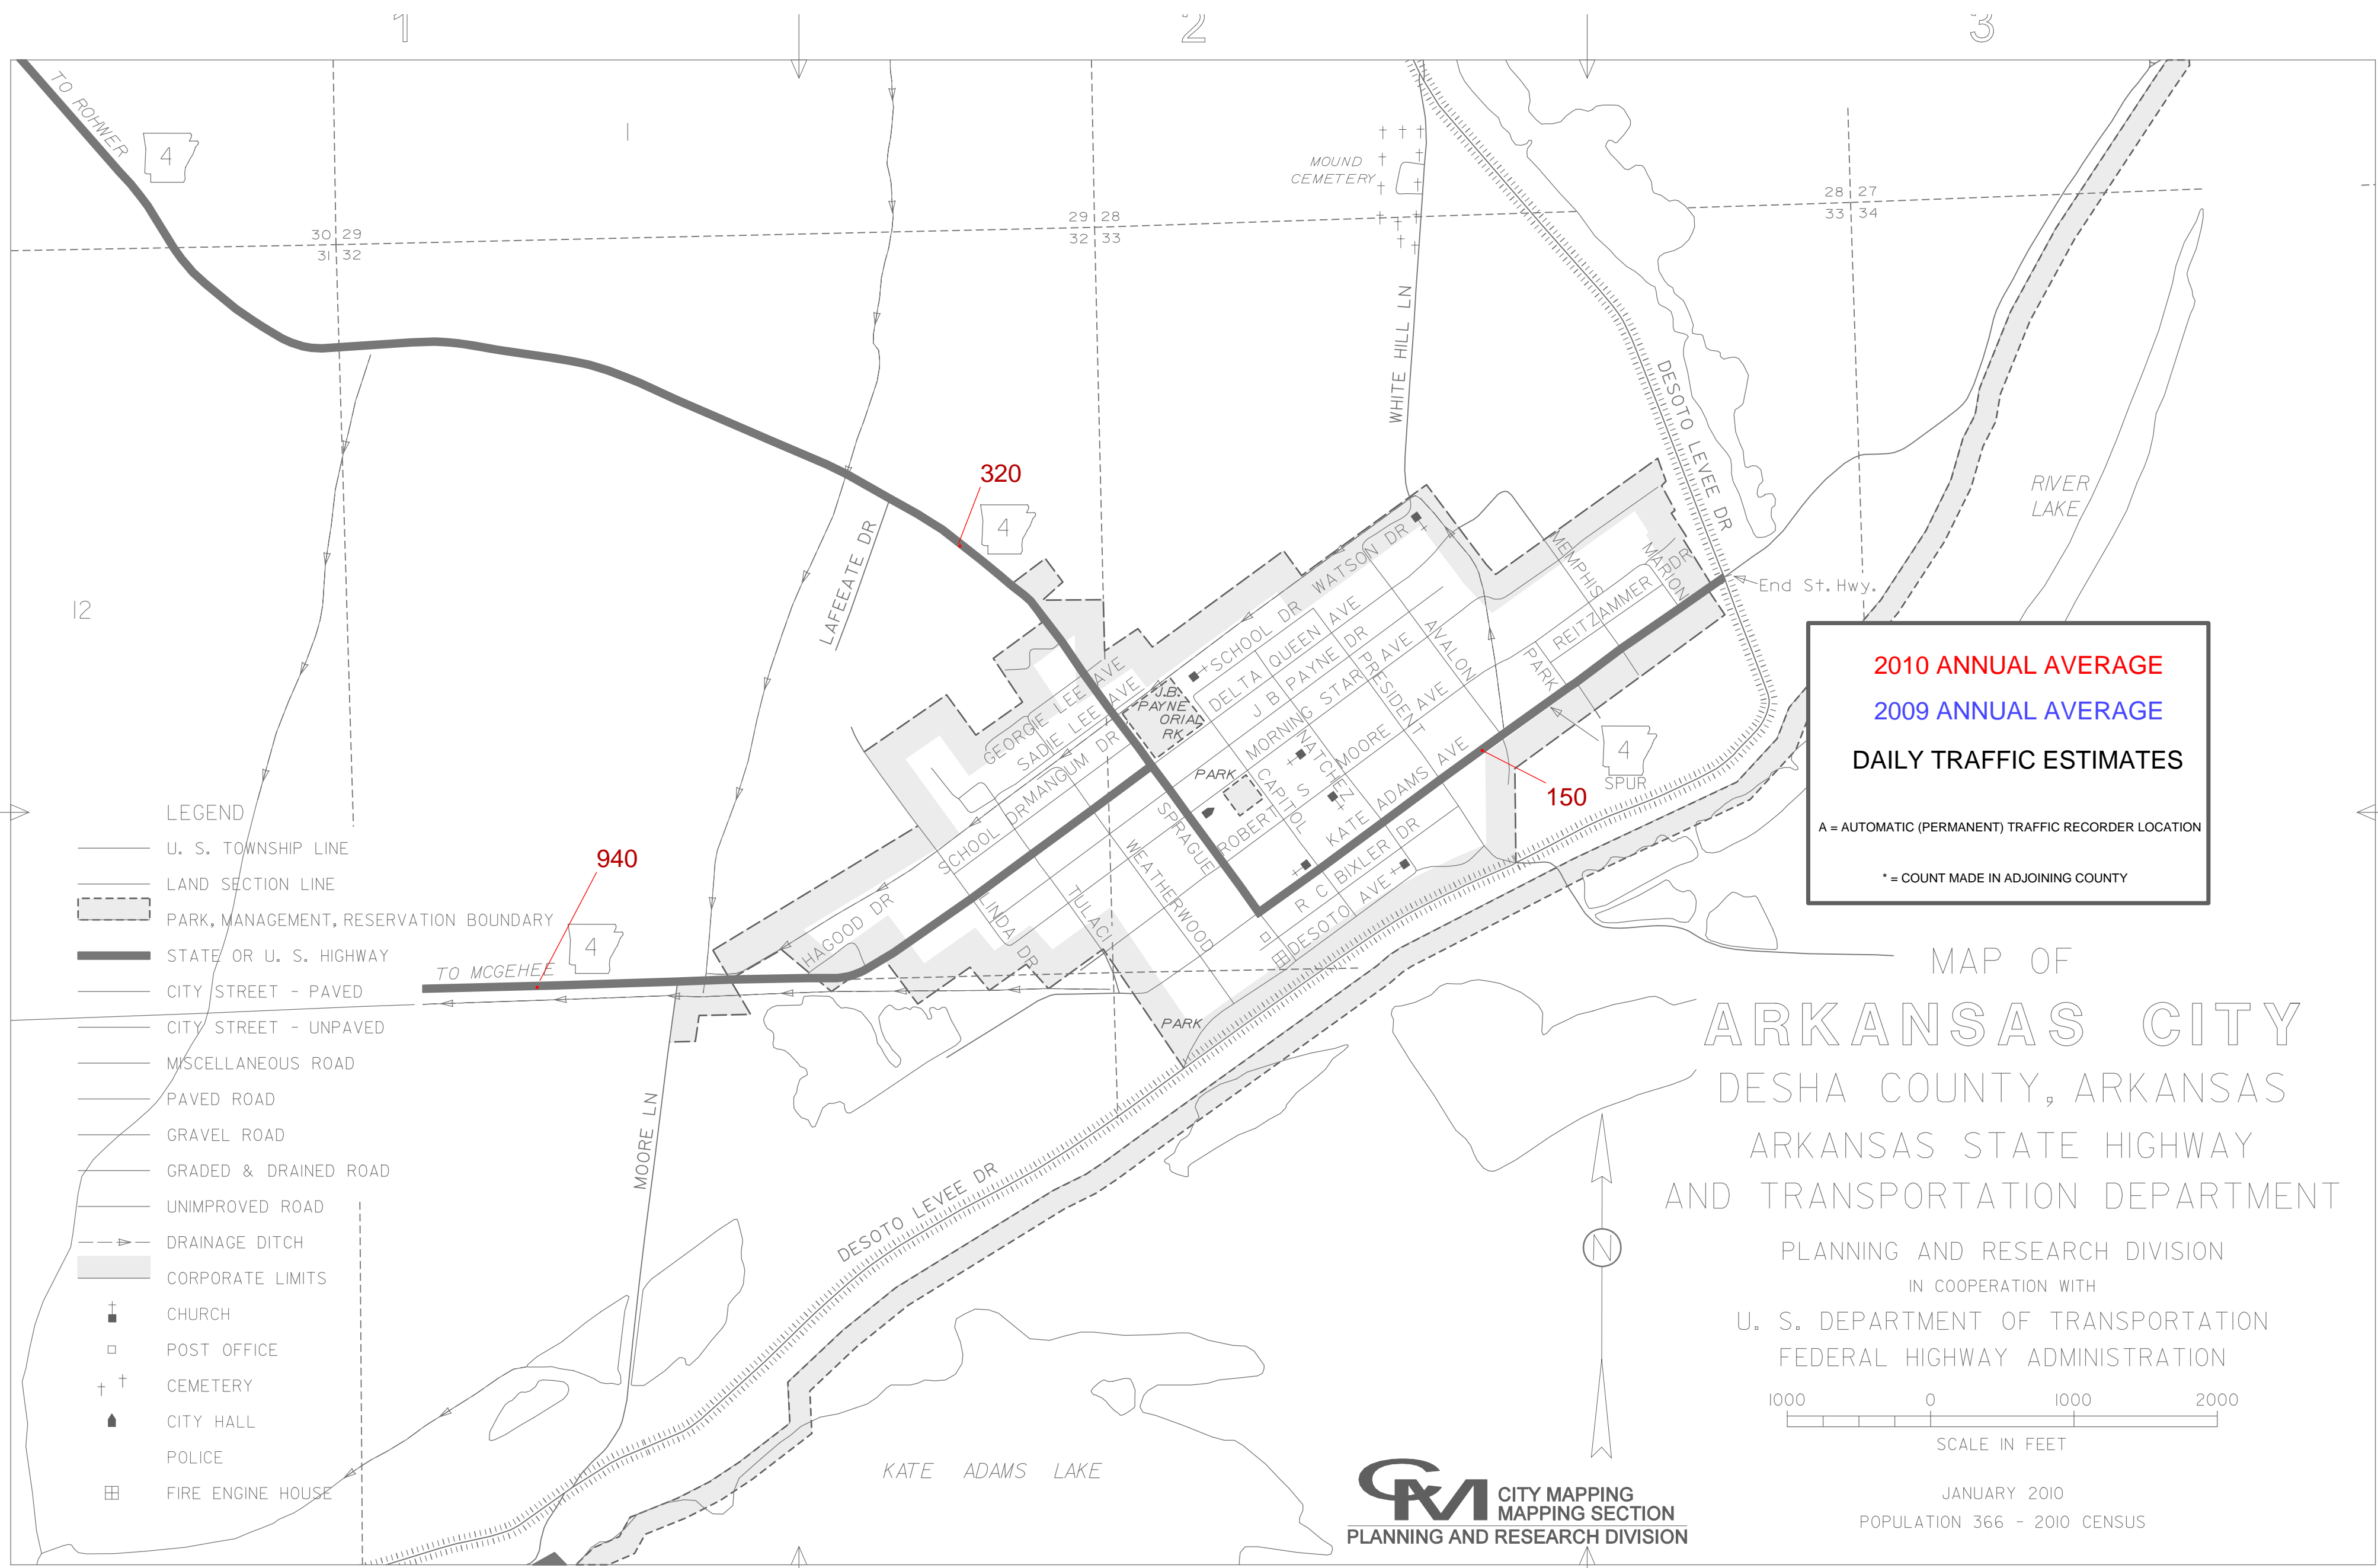 1
2
3
TO ROHWER
4
1
MOUND
CEMETERY
30 29
31 32
29 28
32 33
28 27
33 34
WHITE HILL LN
DESOTO LEVEE DR
RIVER
LAKE
320
4
LAFEEATE DR
12
End St. Hwy.
SCHOOL DR
WATSON DR
MEMPHIS
MARION
DR
REITZAMMER
DELTA QUEEN AVE
J B PAYNE DR
MORNING STAR AVE
PRESIDENT
AVALON
PARK
GEORGIE LEE AVE
SADIE LEE AVE
MANGUM DR
SCHOOL DR
J.B.
PAYNE
ORIAL
RK
PARK
NATCHEZ
CAPITOL
ROBERT S MOORE AVE
KATE ADAMS AVE
R C BIXLER DR
DESOTO AVE
SPRAGUE
WEATHERWOOD
TULACI
LINDA DR
HAGOOD DR
PARK
4
SPUR
150
940
4
TO MCGEHEE
MOORE LN
DESOTO LEVEE DR
KATE ADAMS LAKE
LEGEND
U. S. TOWNSHIP LINE
LAND SECTION LINE
PARK, MANAGEMENT, RESERVATION BOUNDARY
STATE OR U. S. HIGHWAY
CITY STREET - PAVED
CITY STREET - UNPAVED
MISCELLANEOUS ROAD
PAVED ROAD
GRAVEL ROAD
GRADED & DRAINED ROAD
UNIMPROVED ROAD
DRAINAGE DITCH
CORPORATE LIMITS
CHURCH
POST OFFICE
CEMETERY
CITY HALL
POLICE
FIRE ENGINE HOUSE
2010 ANNUAL AVERAGE
2009 ANNUAL AVERAGE
DAILY TRAFFIC ESTIMATES
A = AUTOMATIC (PERMANENT) TRAFFIC RECORDER LOCATION
* = COUNT MADE IN ADJOINING COUNTY
MAP OF
ARKANSAS CITY
DESHA COUNTY, ARKANSAS
ARKANSAS STATE HIGHWAY
AND TRANSPORTATION DEPARTMENT
PLANNING AND RESEARCH DIVISION
IN COOPERATION WITH
U. S. DEPARTMENT OF TRANSPORTATION
FEDERAL HIGHWAY ADMINISTRATION
N
1000 0 1000 2000
SCALE IN FEET
JANUARY 2010
POPULATION 366 - 2010 CENSUS
CM
CITY MAPPING
MAPPING SECTION
PLANNING AND RESEARCH DIVISION